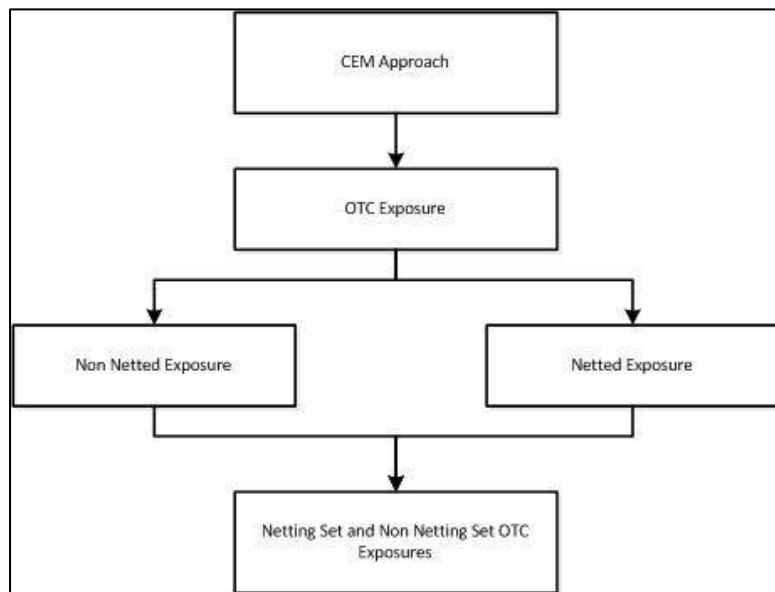 CEM Approach
OTC Exposure
Non Netted Exposure
Netted Exposure
Netting Set and Non Netting Set OTC
Exposures